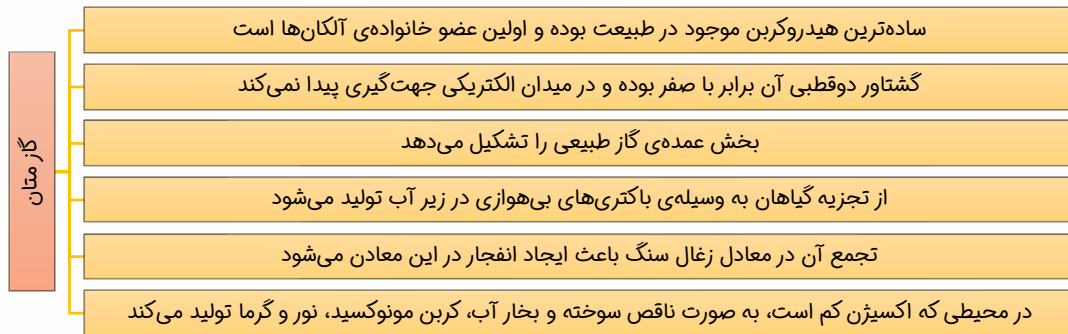 گاز متان
ساده‌ترین هیدروکربن موجود در طبیعت بوده و اولین عضو خانواده‌ی آلکان‌ها است
گشتاور دوقطبی آن برابر با صفر بوده و در میدان الکتریکی جهت‌گیری پیدا نمی‌کند
بخش عمده‌ی گاز طبیعی را تشکیل می‌دهد
از تجزیه گیاهان به وسیله‌ی باکتری‌های بی‌هوازی در زیر آب تولید می‌شود
تجمع آن در معادل زغال سنگ باعث ایجاد انفجار در این معادن می‌شود
در محیطی که اکسیژن کم است، به صورت ناقص سوخته و بخار آب، کربن مونوکسید، نور و گرما تولید می‌کند